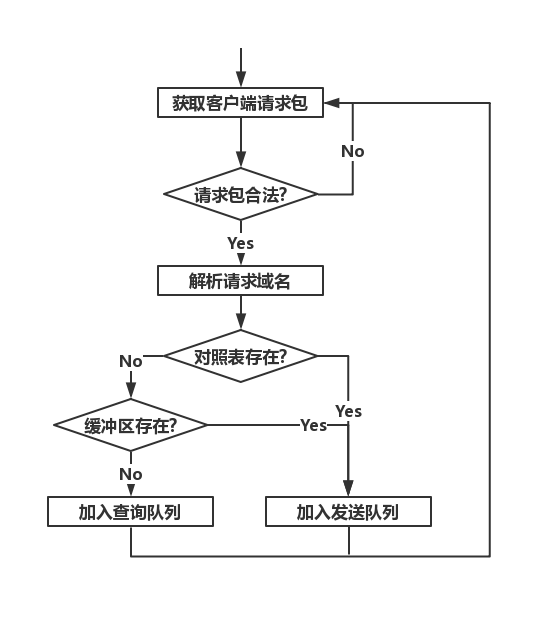 获取客户端请求包
No
请求包合法?
Yes
解析请求域名
对照表存在?
No
Yes
缓冲区存在?
Yes
No
加入查询队列
加入发送队列